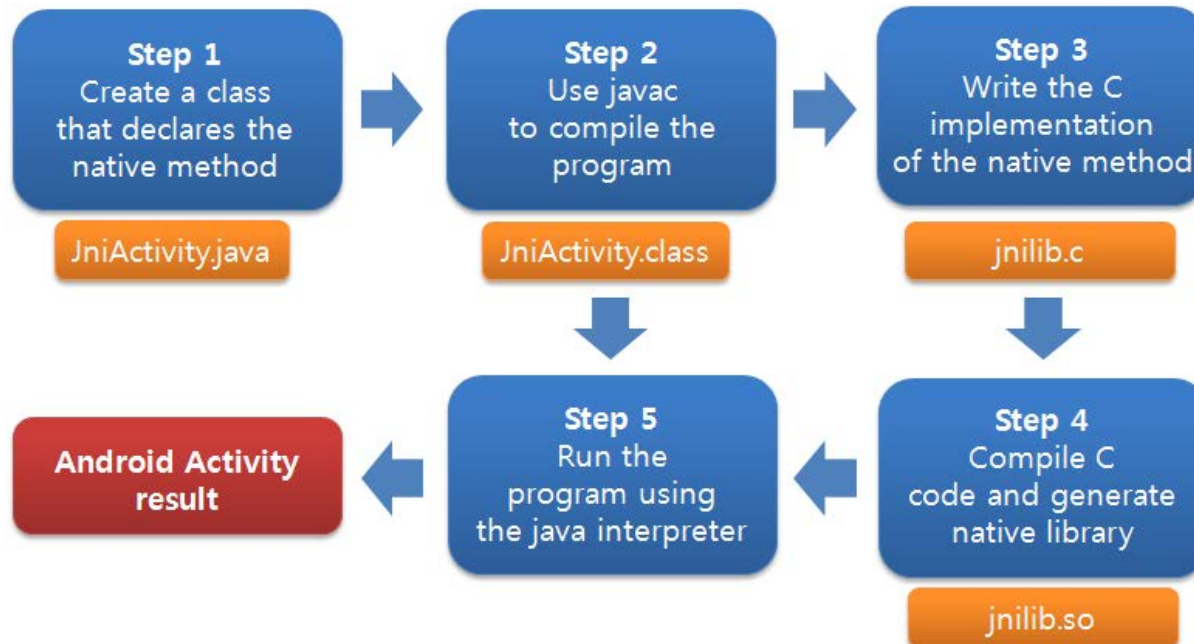 Step 1
Create a class
that declares the
native method
JniActivity.java
Step 2
Use javac
to compile the
program
JniActivity.class
Step 3
Write the C
implementation
of the native method
jnilib.c
Step 4
Compile C
code and generate
native library
jnilib.so
Step 5
Run the
program using
the java interpreter
Android Activity
result